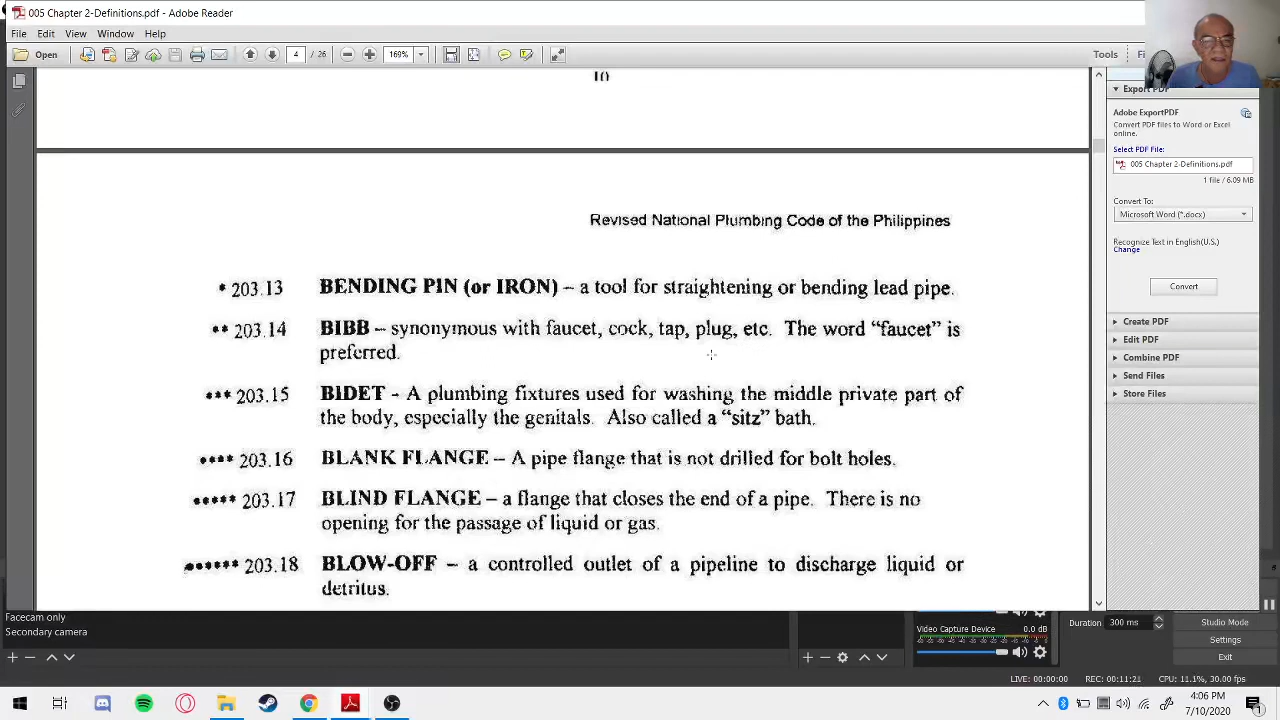 005 Chapter 2-Definitions.pdf - Adobe Reader
File Edit View Window Help
Open 4 / 26 169% Tools
10
Revised National Plumbing Code of the Philippines
* 203.13 BENDING PIN (or IRON) – a tool for straightening or bending lead pipe.
** 203.14 BIBB – synonymous with faucet, cock, tap, plug, etc. The word “faucet” is
preferred.
*** 203.15 BIDET - A plumbing fixtures used for washing the middle private part of
the body, especially the genitals. Also called a “sitz” bath.
**** 203.16 BLANK FLANGE – A pipe flange that is not drilled for bolt holes.
***** 203.17 BLIND FLANGE – a flange that closes the end of a pipe. There is no
opening for the passage of liquid or gas.
****** 203.18 BLOW-OFF – a controlled outlet of a pipeline to discharge liquid or
detritus.
Export PDF
Adobe ExportPDF
Convert PDF files to Word or Excel
online.
Select PDF File:
005 Chapter 2-Definitions.pdf
1 file / 6.09 MB
Convert To:
Microsoft Word (*.docx)
Recognize Text in English(U.S.)
Change
Convert
Create PDF
Edit PDF
Combine PDF
Send Files
Store Files
Facecam only
Secondary camera
Video Capture Device 0.0 dB
Duration 300 ms
Studio Mode
Settings
Exit
LIVE: 00:00:00 REC: 00:11:21 CPU: 11.1%, 30.00 fps
4:06 PM
7/10/2020